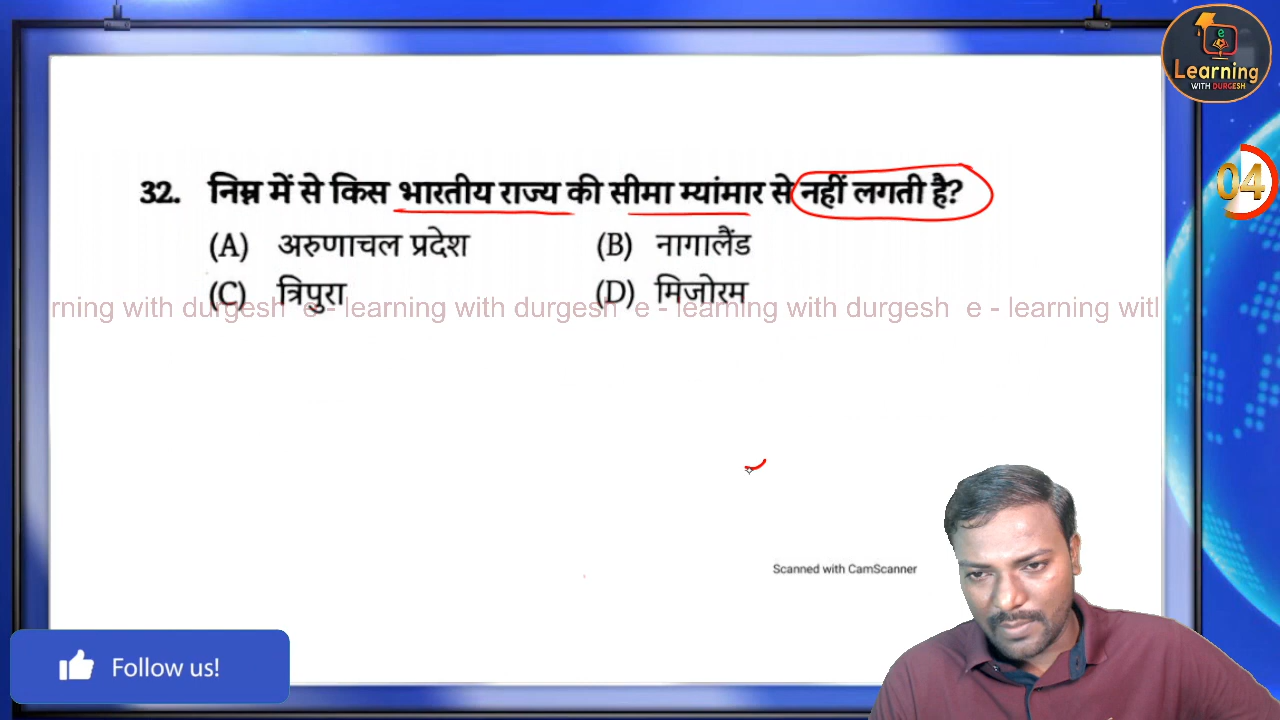 e
Learning
WITH DURGESH
04
32. निम्न में से किस भारतीय राज्य की सीमा म्यांमार से नहीं लगती है?
(A) अरुणाचल प्रदेश (B) नागालैंड
(C) त्रिपुरा (D) मिजोरम
rning with durgesh e - learning with durgesh e - learning with durgesh e - learning witl
Scanned with CamScanner
Follow us!